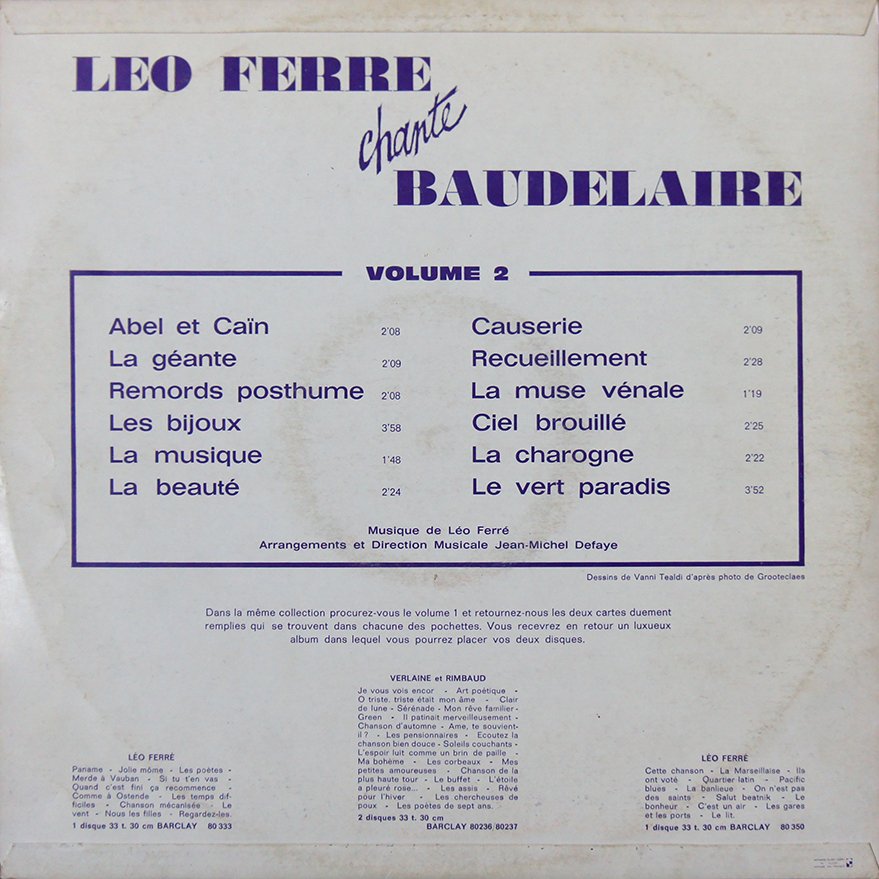 LEO FERRE
chante
BAUDELAIRE
VOLUME 2
Abel et Caïn 2'08
La géante 2'09
Remords posthume 2'08
Les bijoux 3'58
La musique 1'48
La beauté 2'24
Causerie 2'09
Recueillement 2'28
La muse vénale 1'19
Ciel brouillé 2'25
La charogne 2'22
Le vert paradis 3'52
Musique de Léo Ferré
Arrangements et Direction Musicale Jean-Michel Defaye
Dessins de Vanni Tealdi d'après photo de Grooteclaes
Dans la même collection procurez-vous le volume 1 et retournez-nous les deux cartes duement
remplies qui se trouvent dans chacune des pochettes. Vous recevrez en retour un luxueux
album dans lequel vous pourrez placer vos deux disques.
LÉO FERRÉ
Paname - Jolie môme - Les poètes -
Merde à Vauban - Si tu t'en vas -
Quand c'est fini ça recommence -
Comme à Ostende - Les temps dif-
ficiles - Chanson mécanisée - Le
vent - Nous les filles - Regardez-les.
1 disque 33 t. 30 cm BARCLAY 80 333
VERLAINE et RIMBAUD
Je vous vois encor - Art poétique -
O triste, triste était mon âme - Clair
de lune - Sérénade - Mon rêve familier -
Green - Il patinait merveilleusement -
Chanson d'automne - Ame, te souvient-
il ? - Les pensionnaires - Ecoutez la
chanson bien douce - Soleils couchants -
L'espoir luit comme un brin de paille -
Ma bohème - Les corbeaux - Mes
petites amoureuses - Chanson de la
plus haute tour - Le buffet - L'étoile
a pleuré rose... - Les assis - Rêvé
pour l'hiver - Les chercheuses de
poux - Les poètes de sept ans.
2 disques 33 t. 30 cm
BARCLAY 80236/80237
LÉO FERRÉ
Cette chanson - La Marseillaise - Ils
ont voté - Quartier latin - Pacific
blues - La banlieue - On n'est pas
des saints - Salut beatnik - Le
bonheur - C'est un air - Les gares
et les ports - Le lit.
1 disque 33 t. 30 cm BARCLAY 80 350